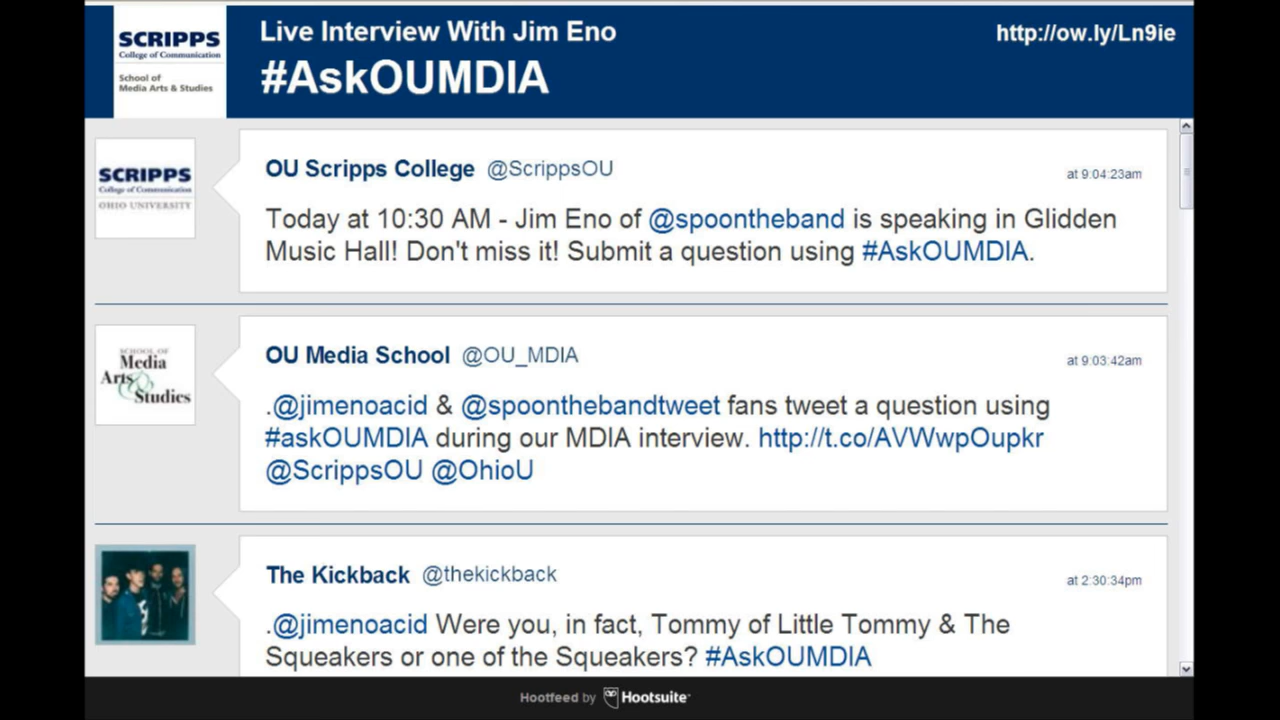 SCRIPPS
College of Communication
School of
Media Arts & Studies
Live Interview With Jim Eno
#AskOUMDIA
http://ow.ly/Ln9ie
SCRIPPS
College of Communication
OHIO UNIVERSITY
OU Scripps College @ScrippsOU
at 9:04:23am
Today at 10:30 AM - Jim Eno of @spoontheband is speaking in Glidden
Music Hall! Don't miss it! Submit a question using #AskOUMDIA.
SCHOOL OF
Media
Arts &
Studies
OU Media School @OU_MDIA
at 9:03:42am
.@jimenoacid & @spoonthebandtweet fans tweet a question using
#askOUMDIA during our MDIA interview. http://t.co/AVWwpOupkr
@ScrippsOU @OhioU
The Kickback @thekickback
at 2:30:34pm
.@jimenoacid Were you, in fact, Tommy of Little Tommy & The
Squeakers or one of the Squeakers? #AskOUMDIA
Hootfeed by Hootsuite